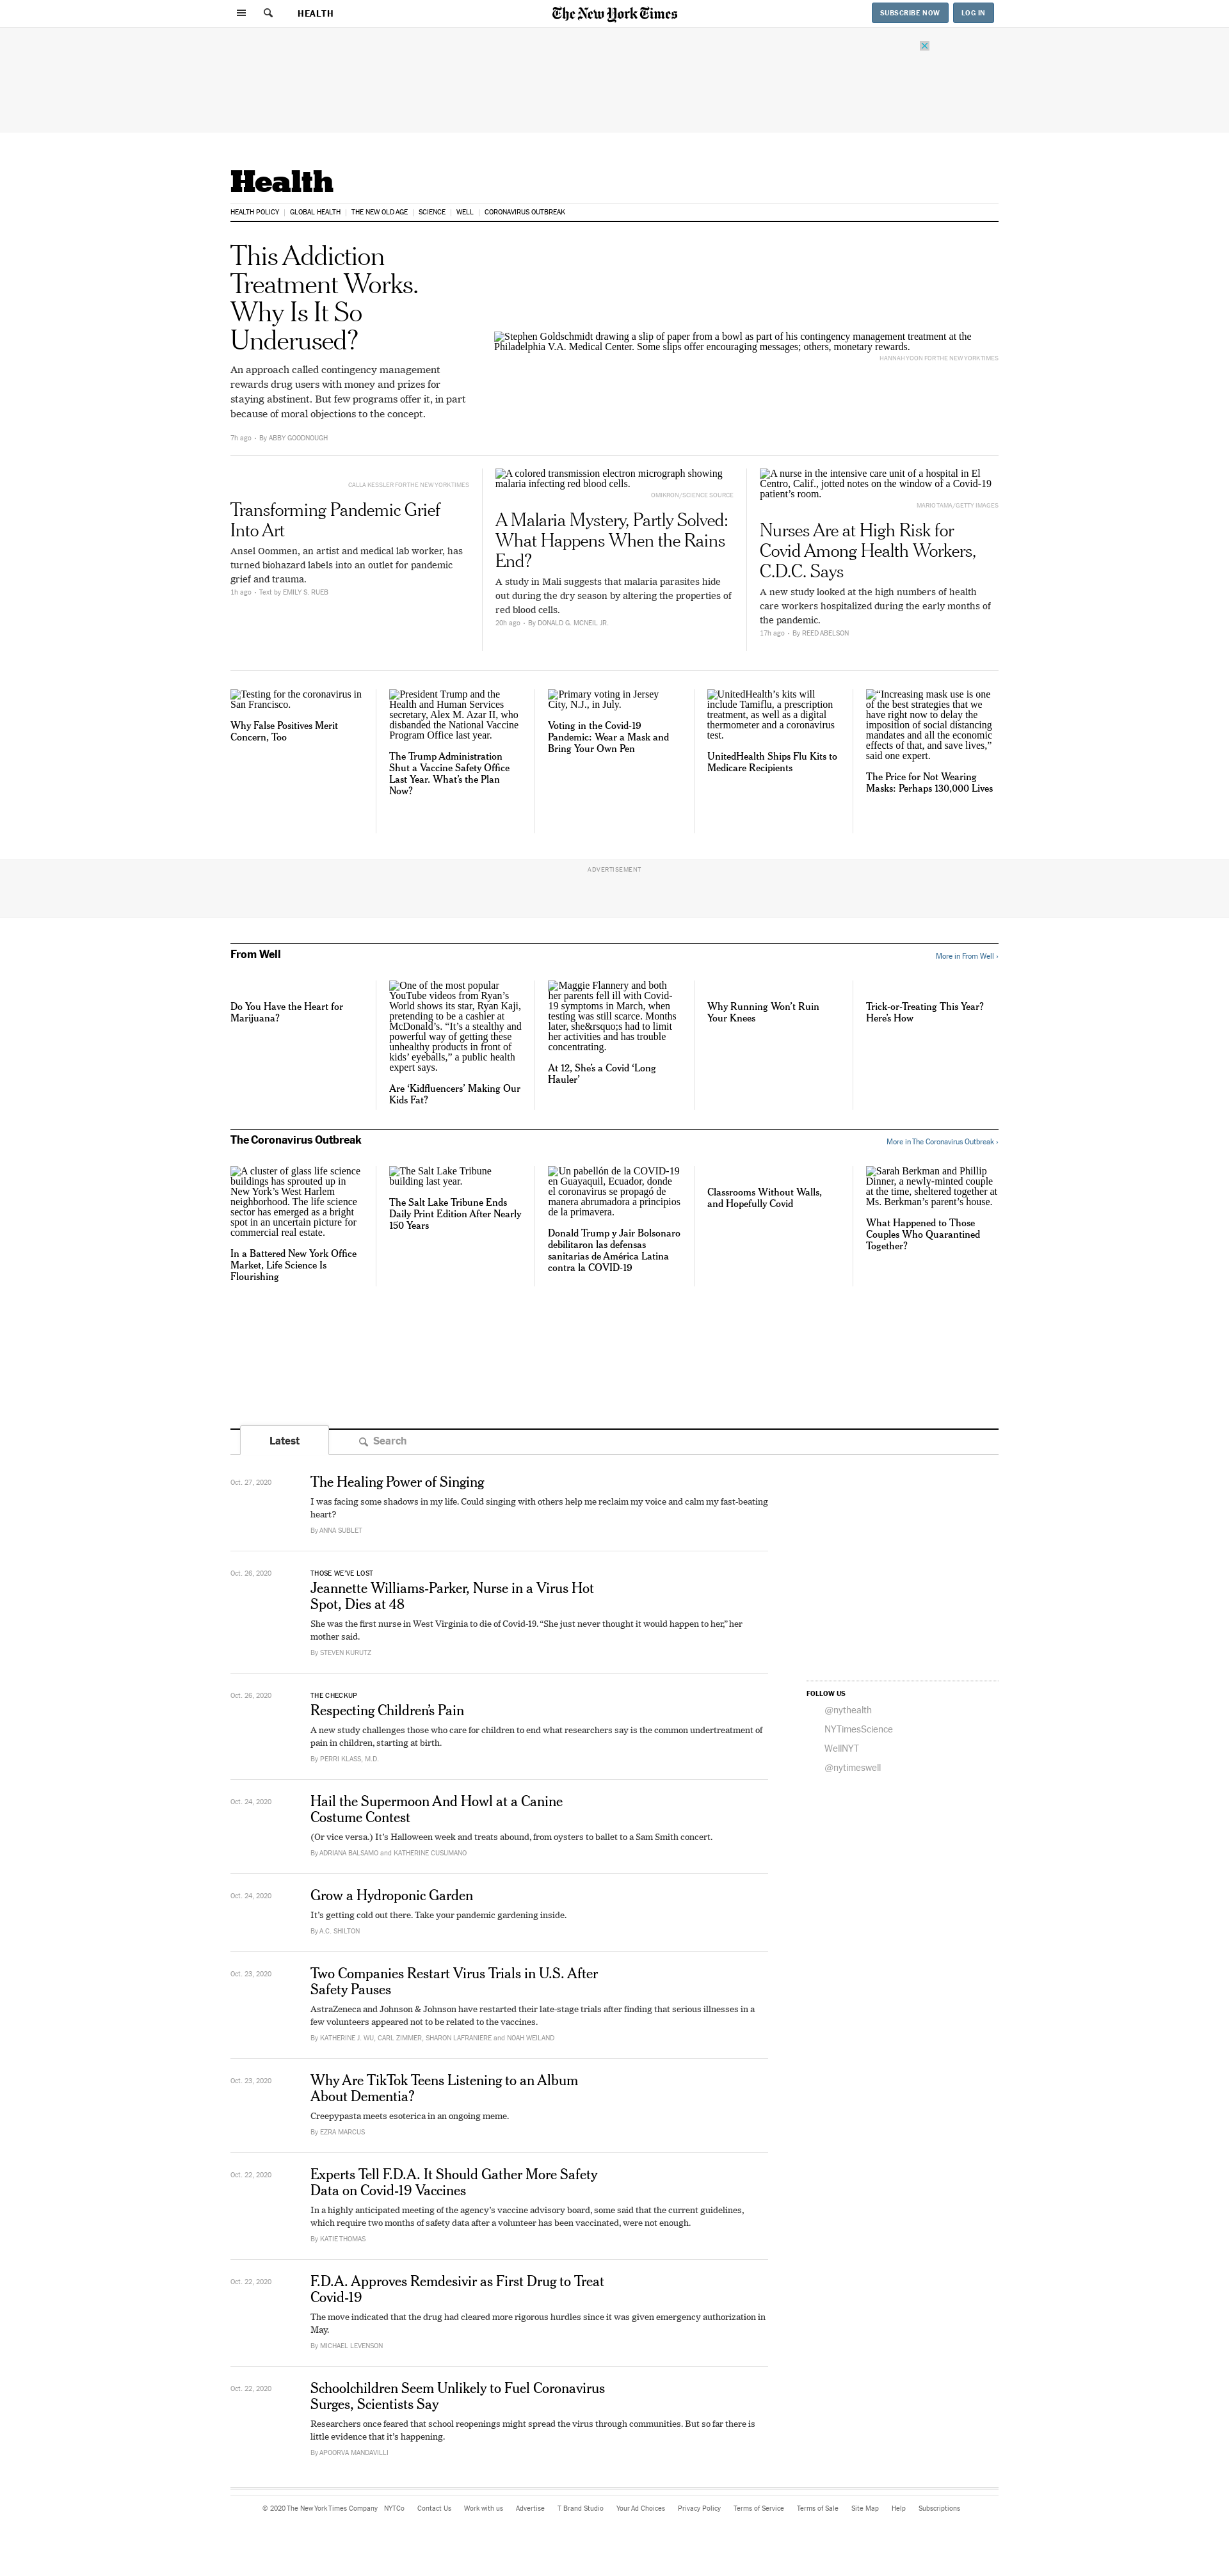 HEALTH
The New York Times
SUBSCRIBE NOW
LOG IN
Health
HEALTH POLICY
GLOBAL HEALTH
THE NEW OLD AGE
SCIENCE
WELL
CORONAVIRUS OUTBREAK
This Addiction
Treatment Works.
Why Is It So
Underused?
An approach called contingency management
rewards drug users with money and prizes for
staying abstinent. But few programs offer it, in part
because of moral objections to the concept.
7h ago • By ABBY GOODNOUGH
Stephen Goldschmidt drawing a slip of paper from a bowl as part of his contingency management treatment at the
Philadelphia V.A. Medical Center. Some slips offer encouraging messages; others, monetary rewards.
HANNAH YOON FOR THE NEW YORK TIMES
CALLA KESSLER FOR THE NEW YORK TIMES
Transforming Pandemic Grief
Into Art
Ansel Oommen, an artist and medical lab worker, has
turned biohazard labels into an outlet for pandemic
grief and trauma.
1h ago • Text by EMILY S. RUEB
A colored transmission electron micrograph showing
malaria infecting red blood cells.
OMIKRON/SCIENCE SOURCE
A Malaria Mystery, Partly Solved:
What Happens When the Rains
End?
A study in Mali suggests that malaria parasites hide
out during the dry season by altering the properties of
red blood cells.
20h ago • By DONALD G. MCNEIL JR.
A nurse in the intensive care unit of a hospital in El
Centro, Calif., jotted notes on the window of a Covid-19
patient’s room.
MARIO TAMA/GETTY IMAGES
Nurses Are at High Risk for
Covid Among Health Workers,
C.D.C. Says
A new study looked at the high numbers of health
care workers hospitalized during the early months of
the pandemic.
17h ago • By REED ABELSON
Testing for the coronavirus in
San Francisco.
Why False Positives Merit
Concern, Too
President Trump and the
Health and Human Services
secretary, Alex M. Azar II, who
disbanded the National Vaccine
Program Office last year.
The Trump Administration
Shut a Vaccine Safety Office
Last Year. What’s the Plan
Now?
Primary voting in Jersey
City, N.J., in July.
Voting in the Covid-19
Pandemic: Wear a Mask and
Bring Your Own Pen
UnitedHealth’s kits will
include Tamiflu, a prescription
treatment, as well as a digital
thermometer and a coronavirus
test.
UnitedHealth Ships Flu Kits to
Medicare Recipients
“Increasing mask use is one
of the best strategies that we
have right now to delay the
imposition of social distancing
mandates and all the economic
effects of that, and save lives,”
said one expert.
The Price for Not Wearing
Masks: Perhaps 130,000 Lives
ADVERTISEMENT
From Well
More in From Well ›
Do You Have the Heart for
Marijuana?
One of the most popular
YouTube videos from Ryan’s
World shows its star, Ryan Kaji,
pretending to be a cashier at
McDonald’s. “It’s a stealthy and
powerful way of getting these
unhealthy products in front of
kids’ eyeballs,” a public health
expert says.
Are ‘Kidfluencers’ Making Our
Kids Fat?
Maggie Flannery and both
her parents fell ill with Covid-
19 symptoms in March, when
testing was still scarce. Months
later, she&rsquo;s had to limit
her activities and has trouble
concentrating.
At 12, She’s a Covid ‘Long
Hauler’
Why Running Won’t Ruin
Your Knees
Trick-or-Treating This Year?
Here’s How
The Coronavirus Outbreak
More in The Coronavirus Outbreak ›
A cluster of glass life science
buildings has sprouted up in
New York’s West Harlem
neighborhood. The life science
sector has emerged as a bright
spot in an uncertain picture for
commercial real estate.
In a Battered New York Office
Market, Life Science Is
Flourishing
The Salt Lake Tribune
building last year.
The Salt Lake Tribune Ends
Daily Print Edition After Nearly
150 Years
Un pabellón de la COVID-19
en Guayaquil, Ecuador, donde
el coronavirus se propagó de
manera abrumadora a principios
de la primavera.
Donald Trump y Jair Bolsonaro
debilitaron las defensas
sanitarias de América Latina
contra la COVID-19
Classrooms Without Walls,
and Hopefully Covid
Sarah Berkman and Phillip
Dinner, a newly-minted couple
at the time, sheltered together at
Ms. Berkman’s parent’s house.
What Happened to Those
Couples Who Quarantined
Together?
Latest
Search
Oct. 27, 2020
The Healing Power of Singing
I was facing some shadows in my life. Could singing with others help me reclaim my voice and calm my fast-beating
heart?
By ANNA SUBLET
Oct. 26, 2020
THOSE WE’VE LOST
Jeannette Williams-Parker, Nurse in a Virus Hot
Spot, Dies at 48
She was the first nurse in West Virginia to die of Covid-19. “She just never thought it would happen to her,” her
mother said.
By STEVEN KURUTZ
Oct. 26, 2020
THE CHECKUP
Respecting Children’s Pain
A new study challenges those who care for children to end what researchers say is the common undertreatment of
pain in children, starting at birth.
By PERRI KLASS, M.D.
FOLLOW US
@nythealth
NYTimesScience
WellNYT
@nytimeswell
Oct. 24, 2020
Hail the Supermoon And Howl at a Canine
Costume Contest
(Or vice versa.) It’s Halloween week and treats abound, from oysters to ballet to a Sam Smith concert.
By ADRIANA BALSAMO and KATHERINE CUSUMANO
Oct. 24, 2020
Grow a Hydroponic Garden
It’s getting cold out there. Take your pandemic gardening inside.
By A.C. SHILTON
Oct. 23, 2020
Two Companies Restart Virus Trials in U.S. After
Safety Pauses
AstraZeneca and Johnson & Johnson have restarted their late-stage trials after finding that serious illnesses in a
few volunteers appeared not to be related to the vaccines.
By KATHERINE J. WU, CARL ZIMMER, SHARON LAFRANIERE and NOAH WEILAND
Oct. 23, 2020
Why Are TikTok Teens Listening to an Album
About Dementia?
Creepypasta meets esoterica in an ongoing meme.
By EZRA MARCUS
Oct. 22, 2020
Experts Tell F.D.A. It Should Gather More Safety
Data on Covid-19 Vaccines
In a highly anticipated meeting of the agency’s vaccine advisory board, some said that the current guidelines,
which require two months of safety data after a volunteer has been vaccinated, were not enough.
By KATIE THOMAS
Oct. 22, 2020
F.D.A. Approves Remdesivir as First Drug to Treat
Covid-19
The move indicated that the drug had cleared more rigorous hurdles since it was given emergency authorization in
May.
By MICHAEL LEVENSON
Oct. 22, 2020
Schoolchildren Seem Unlikely to Fuel Coronavirus
Surges, Scientists Say
Researchers once feared that school reopenings might spread the virus through communities. But so far there is
little evidence that it’s happening.
By APOORVA MANDAVILLI
© 2020 The New York Times Company NYTCo Contact Us Work with us Advertise T Brand Studio Your Ad Choices Privacy Policy Terms of Service Terms of Sale Site Map Help Subscriptions